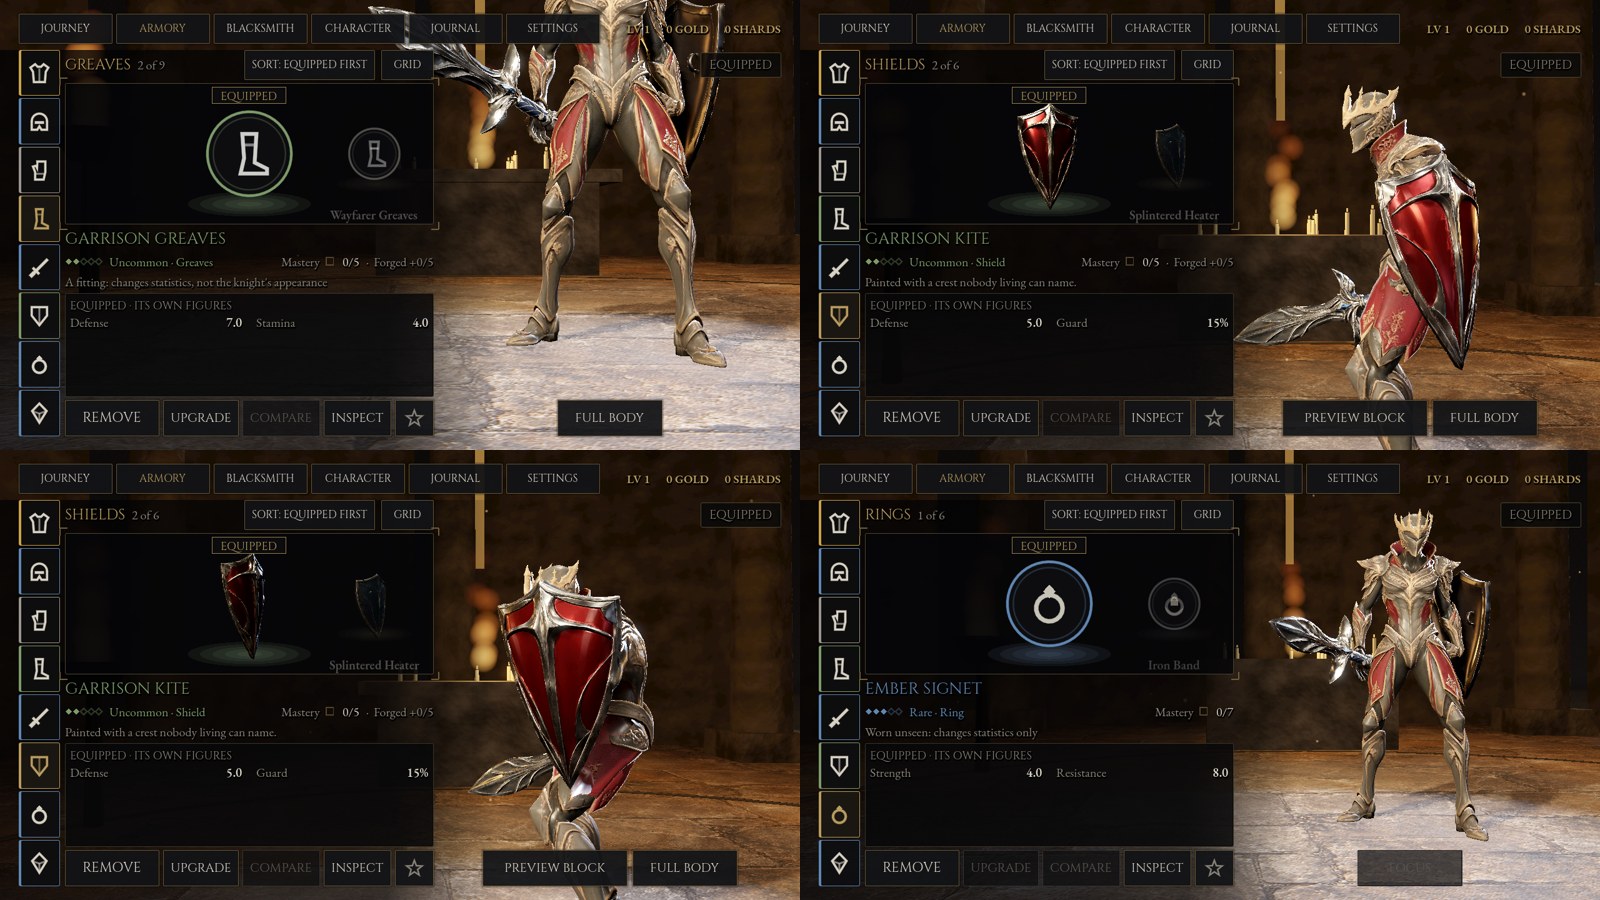 JOURNEY ARMORY BLACKSMITH CHARACTER JOURNAL SETTINGS LV 1 0 GOLD 0 SHARDS
GREAVES 2 of 9 SORT: EQUIPPED FIRST GRID EQUIPPED
EQUIPPED
Wayfarer Greaves
GARRISON GREAVES
Uncommon · Greaves Mastery 0/5 · Forged +0/5
A fitting: changes statistics, not the knight's appearance
EQUIPPED · ITS OWN FIGURES
Defense 7.0 Stamina 4.0
REMOVE UPGRADE COMPARE INSPECT FULL BODY
JOURNEY ARMORY BLACKSMITH CHARACTER JOURNAL SETTINGS LV 1 0 GOLD 0 SHARDS
SHIELDS 2 of 6 SORT: EQUIPPED FIRST GRID EQUIPPED
EQUIPPED
Splintered Heater
GARRISON KITE
Uncommon · Shield Mastery 0/5 · Forged +0/5
Painted with a crest nobody living can name.
EQUIPPED · ITS OWN FIGURES
Defense 5.0 Guard 15%
REMOVE UPGRADE COMPARE INSPECT PREVIEW BLOCK FULL BODY
JOURNEY ARMORY BLACKSMITH CHARACTER JOURNAL SETTINGS LV 1 0 GOLD 0 SHARDS
SHIELDS 2 of 6 SORT: EQUIPPED FIRST GRID EQUIPPED
EQUIPPED
Splintered Heater
GARRISON KITE
Uncommon · Shield Mastery 0/5 · Forged +0/5
Painted with a crest nobody living can name.
EQUIPPED · ITS OWN FIGURES
Defense 5.0 Guard 15%
REMOVE UPGRADE COMPARE INSPECT PREVIEW BLOCK FULL BODY
JOURNEY ARMORY BLACKSMITH CHARACTER JOURNAL SETTINGS LV 1 0 GOLD 0 SHARDS
RINGS 1 of 6 SORT: EQUIPPED FIRST GRID EQUIPPED
EQUIPPED
Iron Band
EMBER SIGNET
Rare · Ring Mastery 0/7
Worn unseen: changes statistics only
EQUIPPED · ITS OWN FIGURES
Strength 4.0 Resistance 8.0
REMOVE UPGRADE COMPARE INSPECT